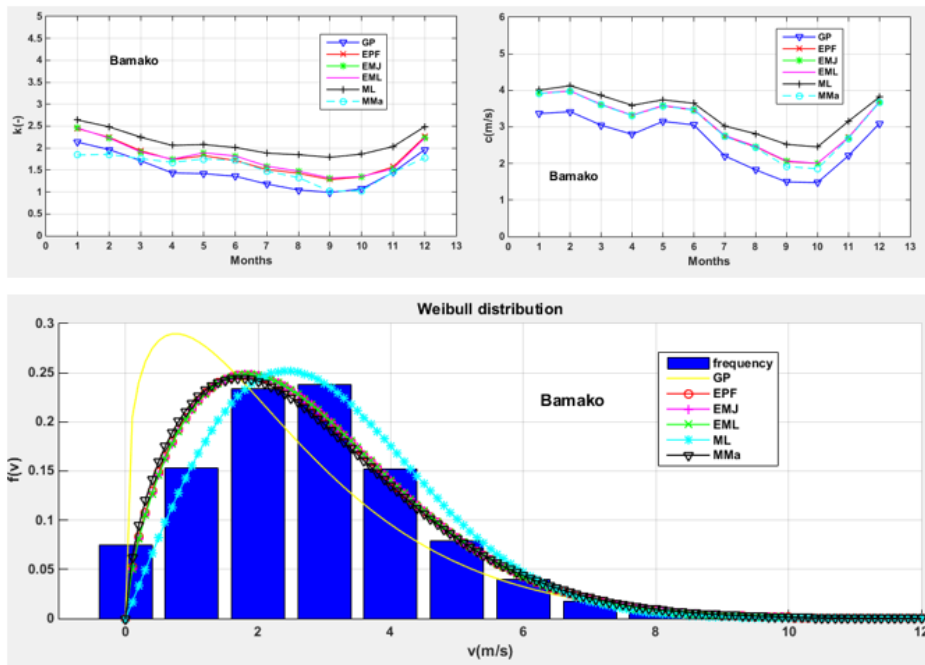 5
4.5
4
3.5
3
2.5
2
1.5
1
0.5
0
k(-)
Bamako
GP
EPF
EMJ
EML
ML
MMa
0 1 2 3 4 5 6 7 8 9 10 11 12 13
Months
6
5
4
3
2
1
0
c(m/s)
Bamako
GP
EPF
EMJ
EML
ML
MMa
0 1 2 3 4 5 6 7 8 9 10 11 12 13
Months
Weibull distribution
0.3
0.25
0.2
0.15
0.1
0.05
0
f(v)
Bamako
frequency
GP
EPF
EMJ
EML
ML
MMa
0 2 4 6 8 10 12
v(m/s)